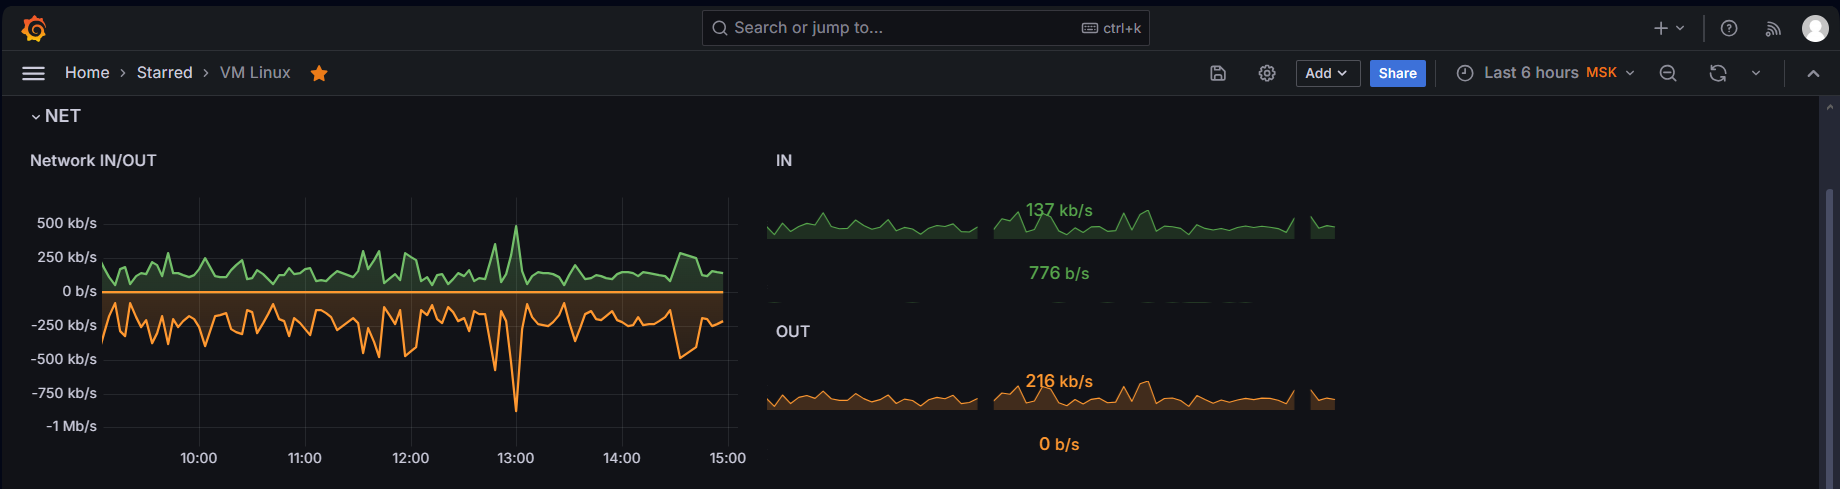 Search or jump to... ctrl+k
Home › Starred › VM Linux Add Share Last 6 hours MSK
NET
Network IN/OUT
500 kb/s
250 kb/s
0 b/s
-250 kb/s
-500 kb/s
-750 kb/s
-1 Mb/s
10:00 11:00 12:00 13:00 14:00 15:00
IN
137 kb/s
776 b/s
OUT
216 kb/s
0 b/s